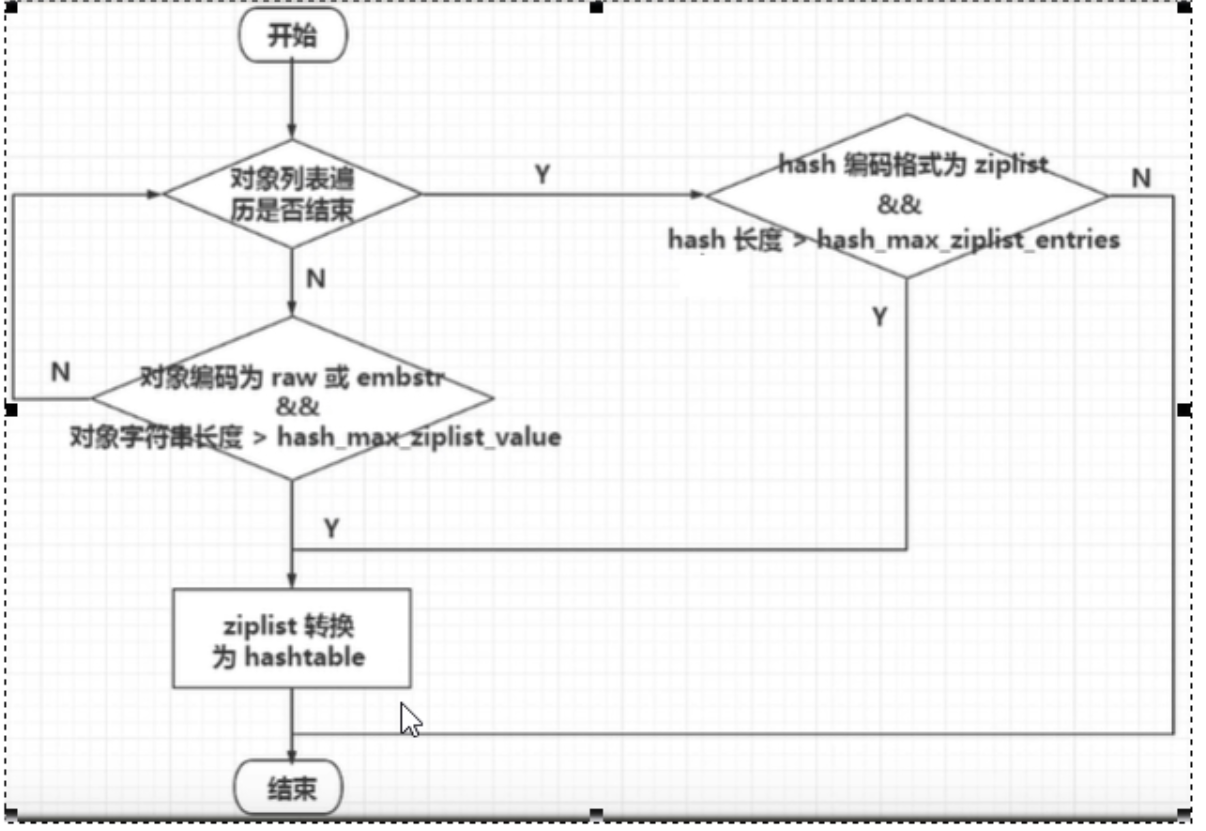 开始
对象列表遍
历是否结束
Y
hash 编码格式为 ziplist
&&
hash 长度 > hash_max_ziplist_entries
N
N
Y
N
对象编码为 raw 或 embstr
&&
对象字符串长度 > hash_max_ziplist_value
Y
ziplist 转换
为 hashtable
结束